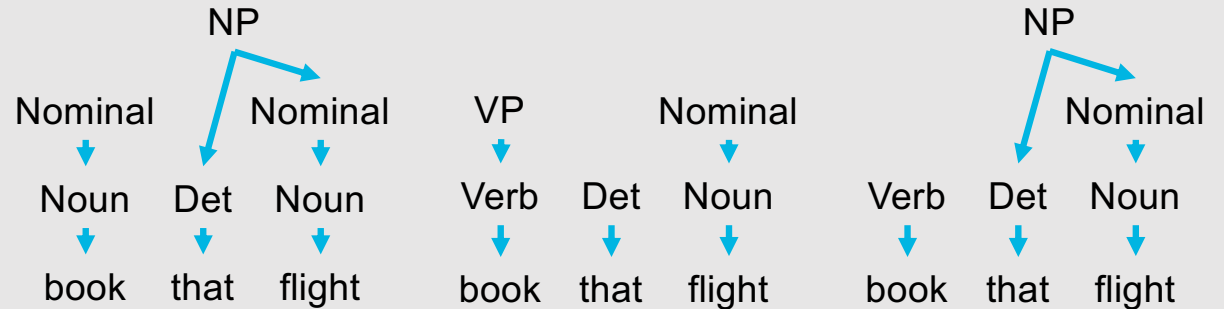 NP NP
Nominal Nominal VP Nominal Nominal
Noun Det Noun Verb Det Noun Verb Det Noun
book that flight book that flight book that flight